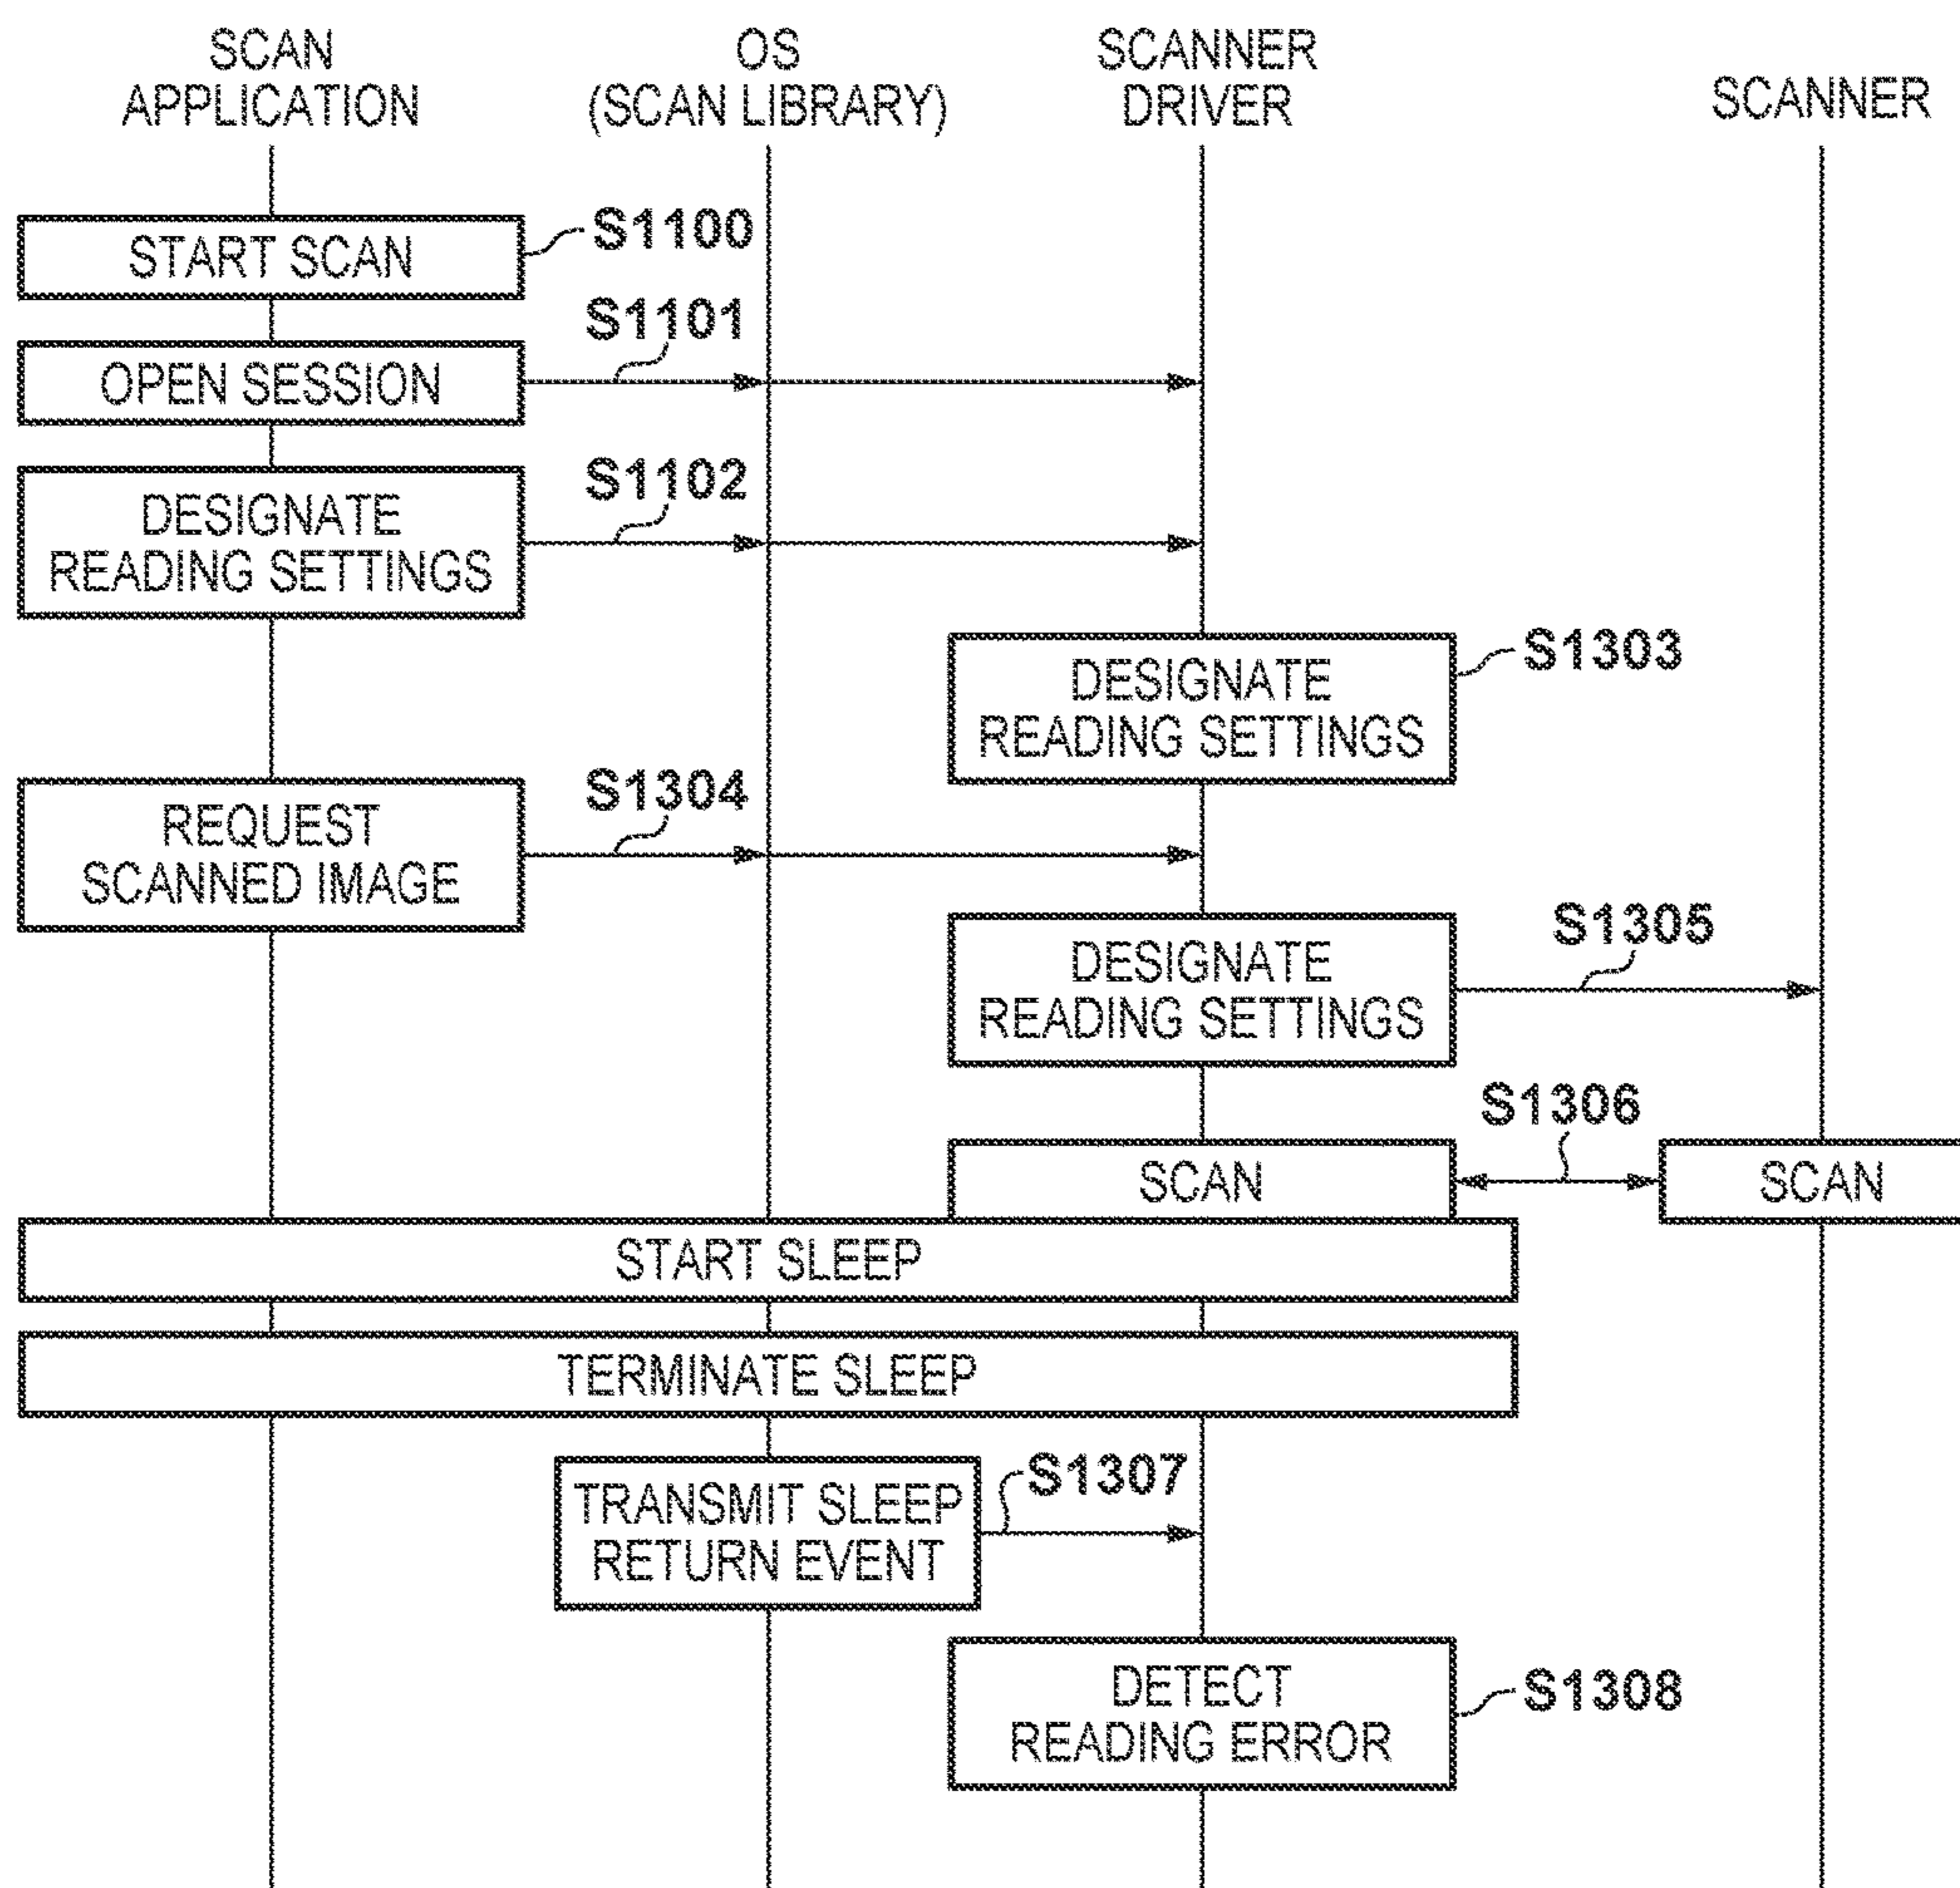 SCAN
APPLICATION
OS
(SCAN LIBRARY)
SCANNER
DRIVER
SCANNER
START SCAN
S1100
OPEN SESSION
S1101
DESIGNATE
READING SETTINGS
S1102
DESIGNATE
READING SETTINGS
S1303
REQUEST
SCANNED IMAGE
S1304
DESIGNATE
READING SETTINGS
S1305
SCAN
S1306
SCAN
START SLEEP
TERMINATE SLEEP
TRANSMIT SLEEP
RETURN EVENT
S1307
DETECT
READING ERROR
S1308